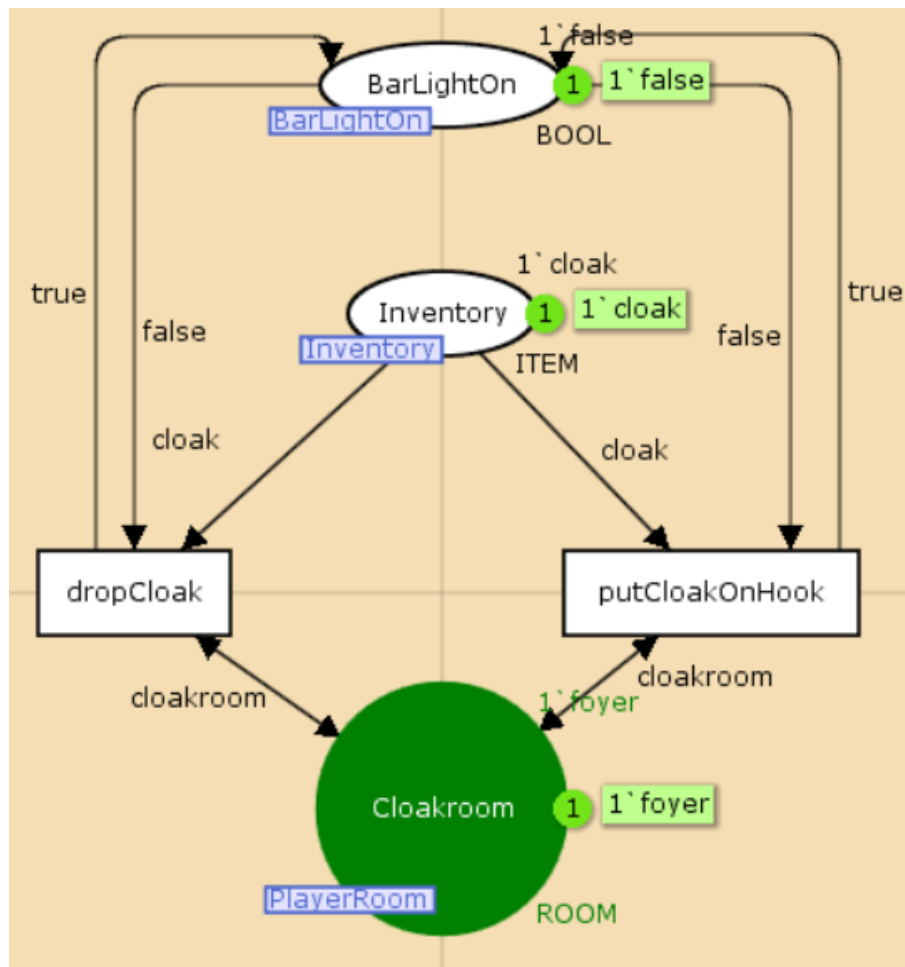 1`false
BarLightOn
1
1`false
BarLightOn
BOOL
1`cloak
true
true
Inventory
1
1`cloak
false
false
Inventory
ITEM
cloak
cloak
dropCloak
putCloakOnHook
cloakroom
cloakroom
1`foyer
Cloakroom
1
1`foyer
PlayerRoom
ROOM